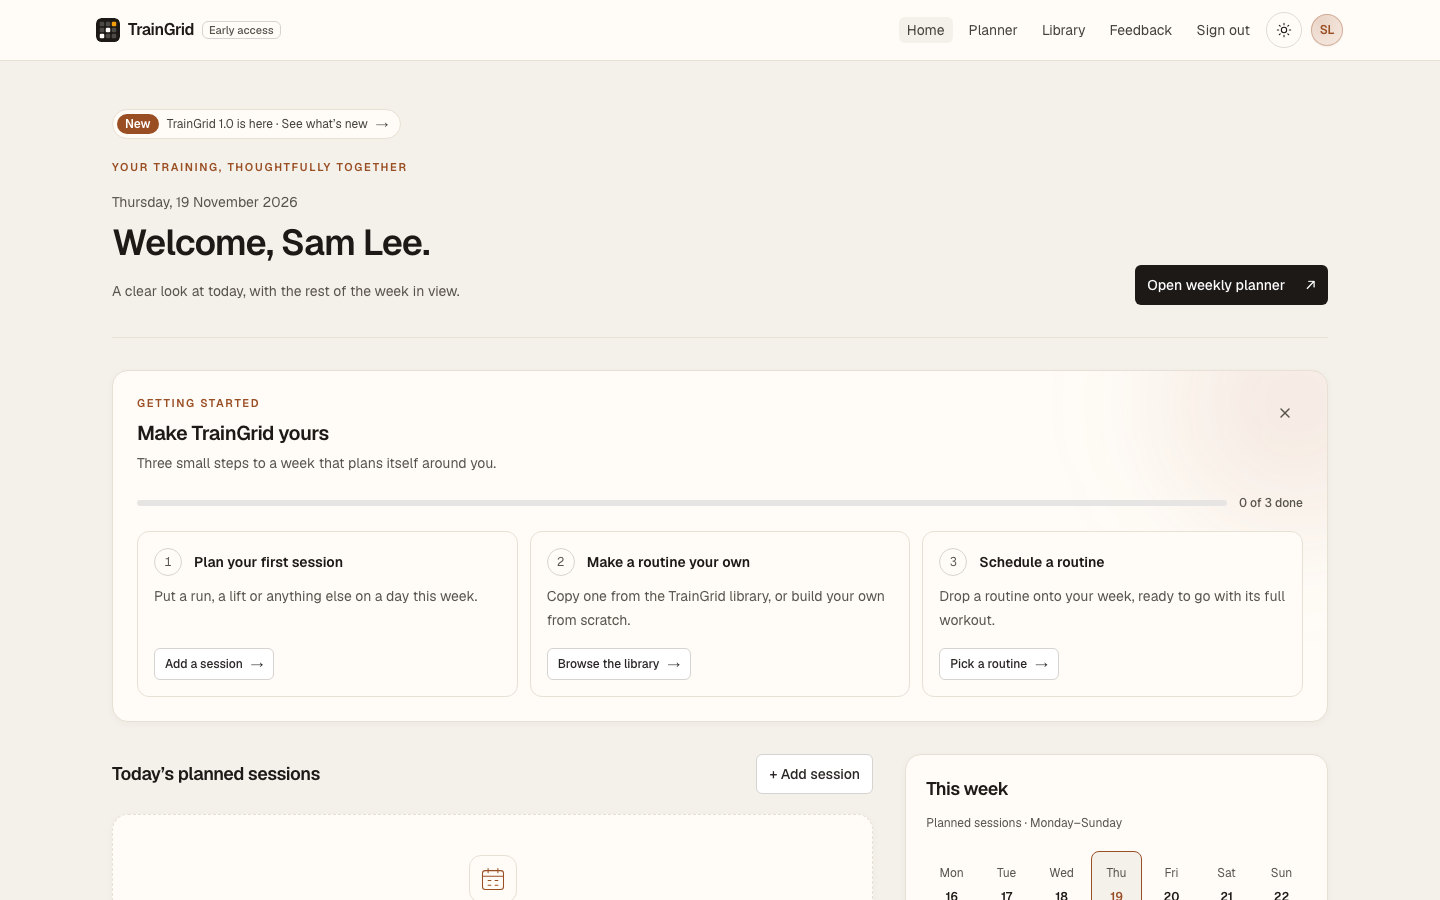 TrainGrid Early access
Home Planner Library Feedback Sign out SL
New TrainGrid 1.0 is here · See what's new →
YOUR TRAINING, THOUGHTFULLY TOGETHER
Thursday, 19 November 2026
Welcome, Sam Lee.
A clear look at today, with the rest of the week in view.
Open weekly planner ↗
GETTING STARTED
Make TrainGrid yours
Three small steps to a week that plans itself around you.
0 of 3 done
1 Plan your first session
Put a run, a lift or anything else on a day this week.
Add a session →
2 Make a routine your own
Copy one from the TrainGrid library, or build your own
from scratch.
Browse the library →
3 Schedule a routine
Drop a routine onto your week, ready to go with its full
workout.
Pick a routine →
Today's planned sessions
+ Add session
This week
Planned sessions · Monday–Sunday
Mon Tue Wed Thu Fri Sat Sun
16 17 18 19 20 21 22